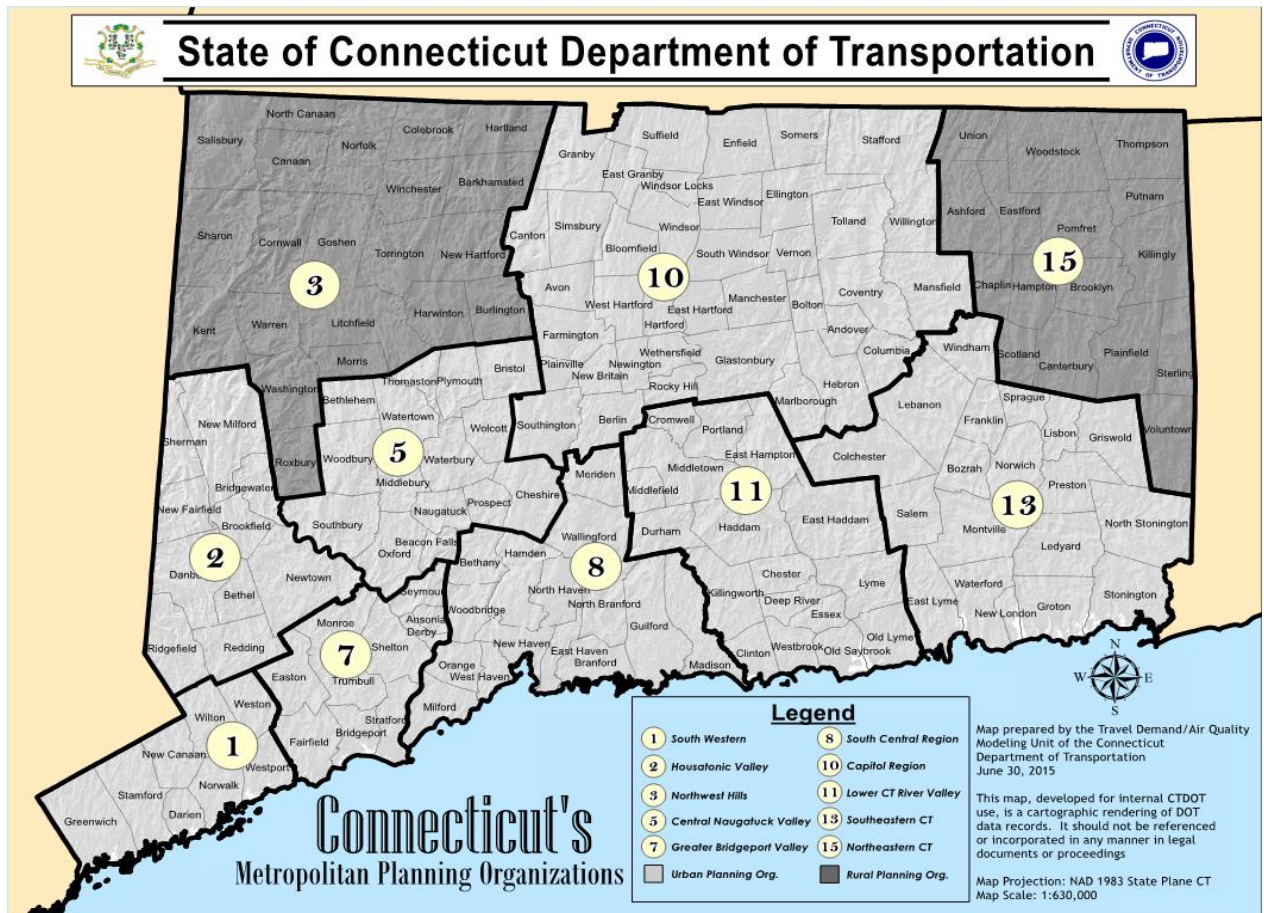 State of Connecticut Department of Transportation
North Canaan
Salisbury
Colebrook
Hartland
Norfolk
Canaan
Winchester
Barkhamsted
Sharon
Cornwall
Goshen
Torrington
New Hartford
3
Kent
Warren
Litchfield
Harwinton
Burlington
Morris
Washington
Roxbury
Suffield
Enfield
Somers
Stafford
Granby
East Granby
Windsor Locks
East Windsor
Ellington
Simsbury
Canton
Windsor
Tolland
Willington
Bloomfield
South Windsor
Vernon
10
Avon
West Hartford
East Hartford
Manchester
Bolton
Coventry
Mansfield
Hartford
Farmington
Andover
Wethersfield
Columbia
Plainville
Newington
Glastonbury
New Britain
Rocky Hill
Hebron
Marlborough
Southington
Berlin
Union
Woodstock
Thompson
Putnam
Ashford
Eastford
Pomfret
Killingly
15
Chaplin
Hampton
Brooklyn
Scotland
Canterbury
Plainfield
Sterling
Voluntown
Thomaston
Plymouth
Bristol
Bethlehem
Watertown
Wolcott
Woodbury
5
Waterbury
Middlebury
Naugatuck
Prospect
Cheshire
Southbury
Beacon Falls
Oxford
New Milford
Sherman
Bridgewater
New Fairfield
Brookfield
2
Newtown
Bethel
Ridgefield
Redding
Cromwell
Portland
East Hampton
Middletown
Middlefield
11
Haddam
East Haddam
Durham
Chester
Killingworth
Deep River
Lyme
Essex
Old Lyme
Clinton
Westbrook
Old Saybrook
Windham
Lebanon
Sprague
Franklin
Lisbon
Griswold
Colchester
Bozrah
Norwich
Preston
13
Salem
Montville
North Stonington
Ledyard
Waterford
East Lyme
New London
Groton
Stonington
Meriden
Wallingford
Hamden
Bethany
8
North Haven
North Branford
Woodbridge
Guilford
New Haven
East Haven
Branford
Madison
Orange
West Haven
Milford
Seymour
Ansonia
Derby
Monroe
7
Shelton
Easton
Trumbull
Stratford
Bridgeport
Fairfield
Weston
Wilton
1
New Canaan
Westport
Norwalk
Stamford
Darien
Greenwich
N
W E
S
Legend
1 South Western
2 Housatonic Valley
3 Northwest Hills
5 Central Naugatuck Valley
7 Greater Bridgeport Valley
Urban Planning Org.
8 South Central Region
10 Capitol Region
11 Lower CT River Valley
13 Southeastern CT
15 Northeastern CT
Rural Planning Org.
Connecticut's
Metropolitan Planning Organizations
Map prepared by the Travel Demand/Air Quality
Modeling Unit of the Connecticut
Department of Transportation
June 30, 2015
This map, developed for internal CTDOT
use, is a cartographic rendering of DOT
data records. It should not be referenced
or incorporated in any manner in legal
documents or proceedings
Map Projection: NAD 1983 State Plane CT
Map Scale: 1:630,000